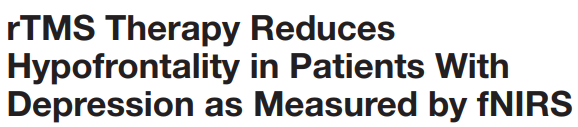 rTMS Therapy Reduces
Hypofrontality in Patients With
Depression as Measured by fNIRS